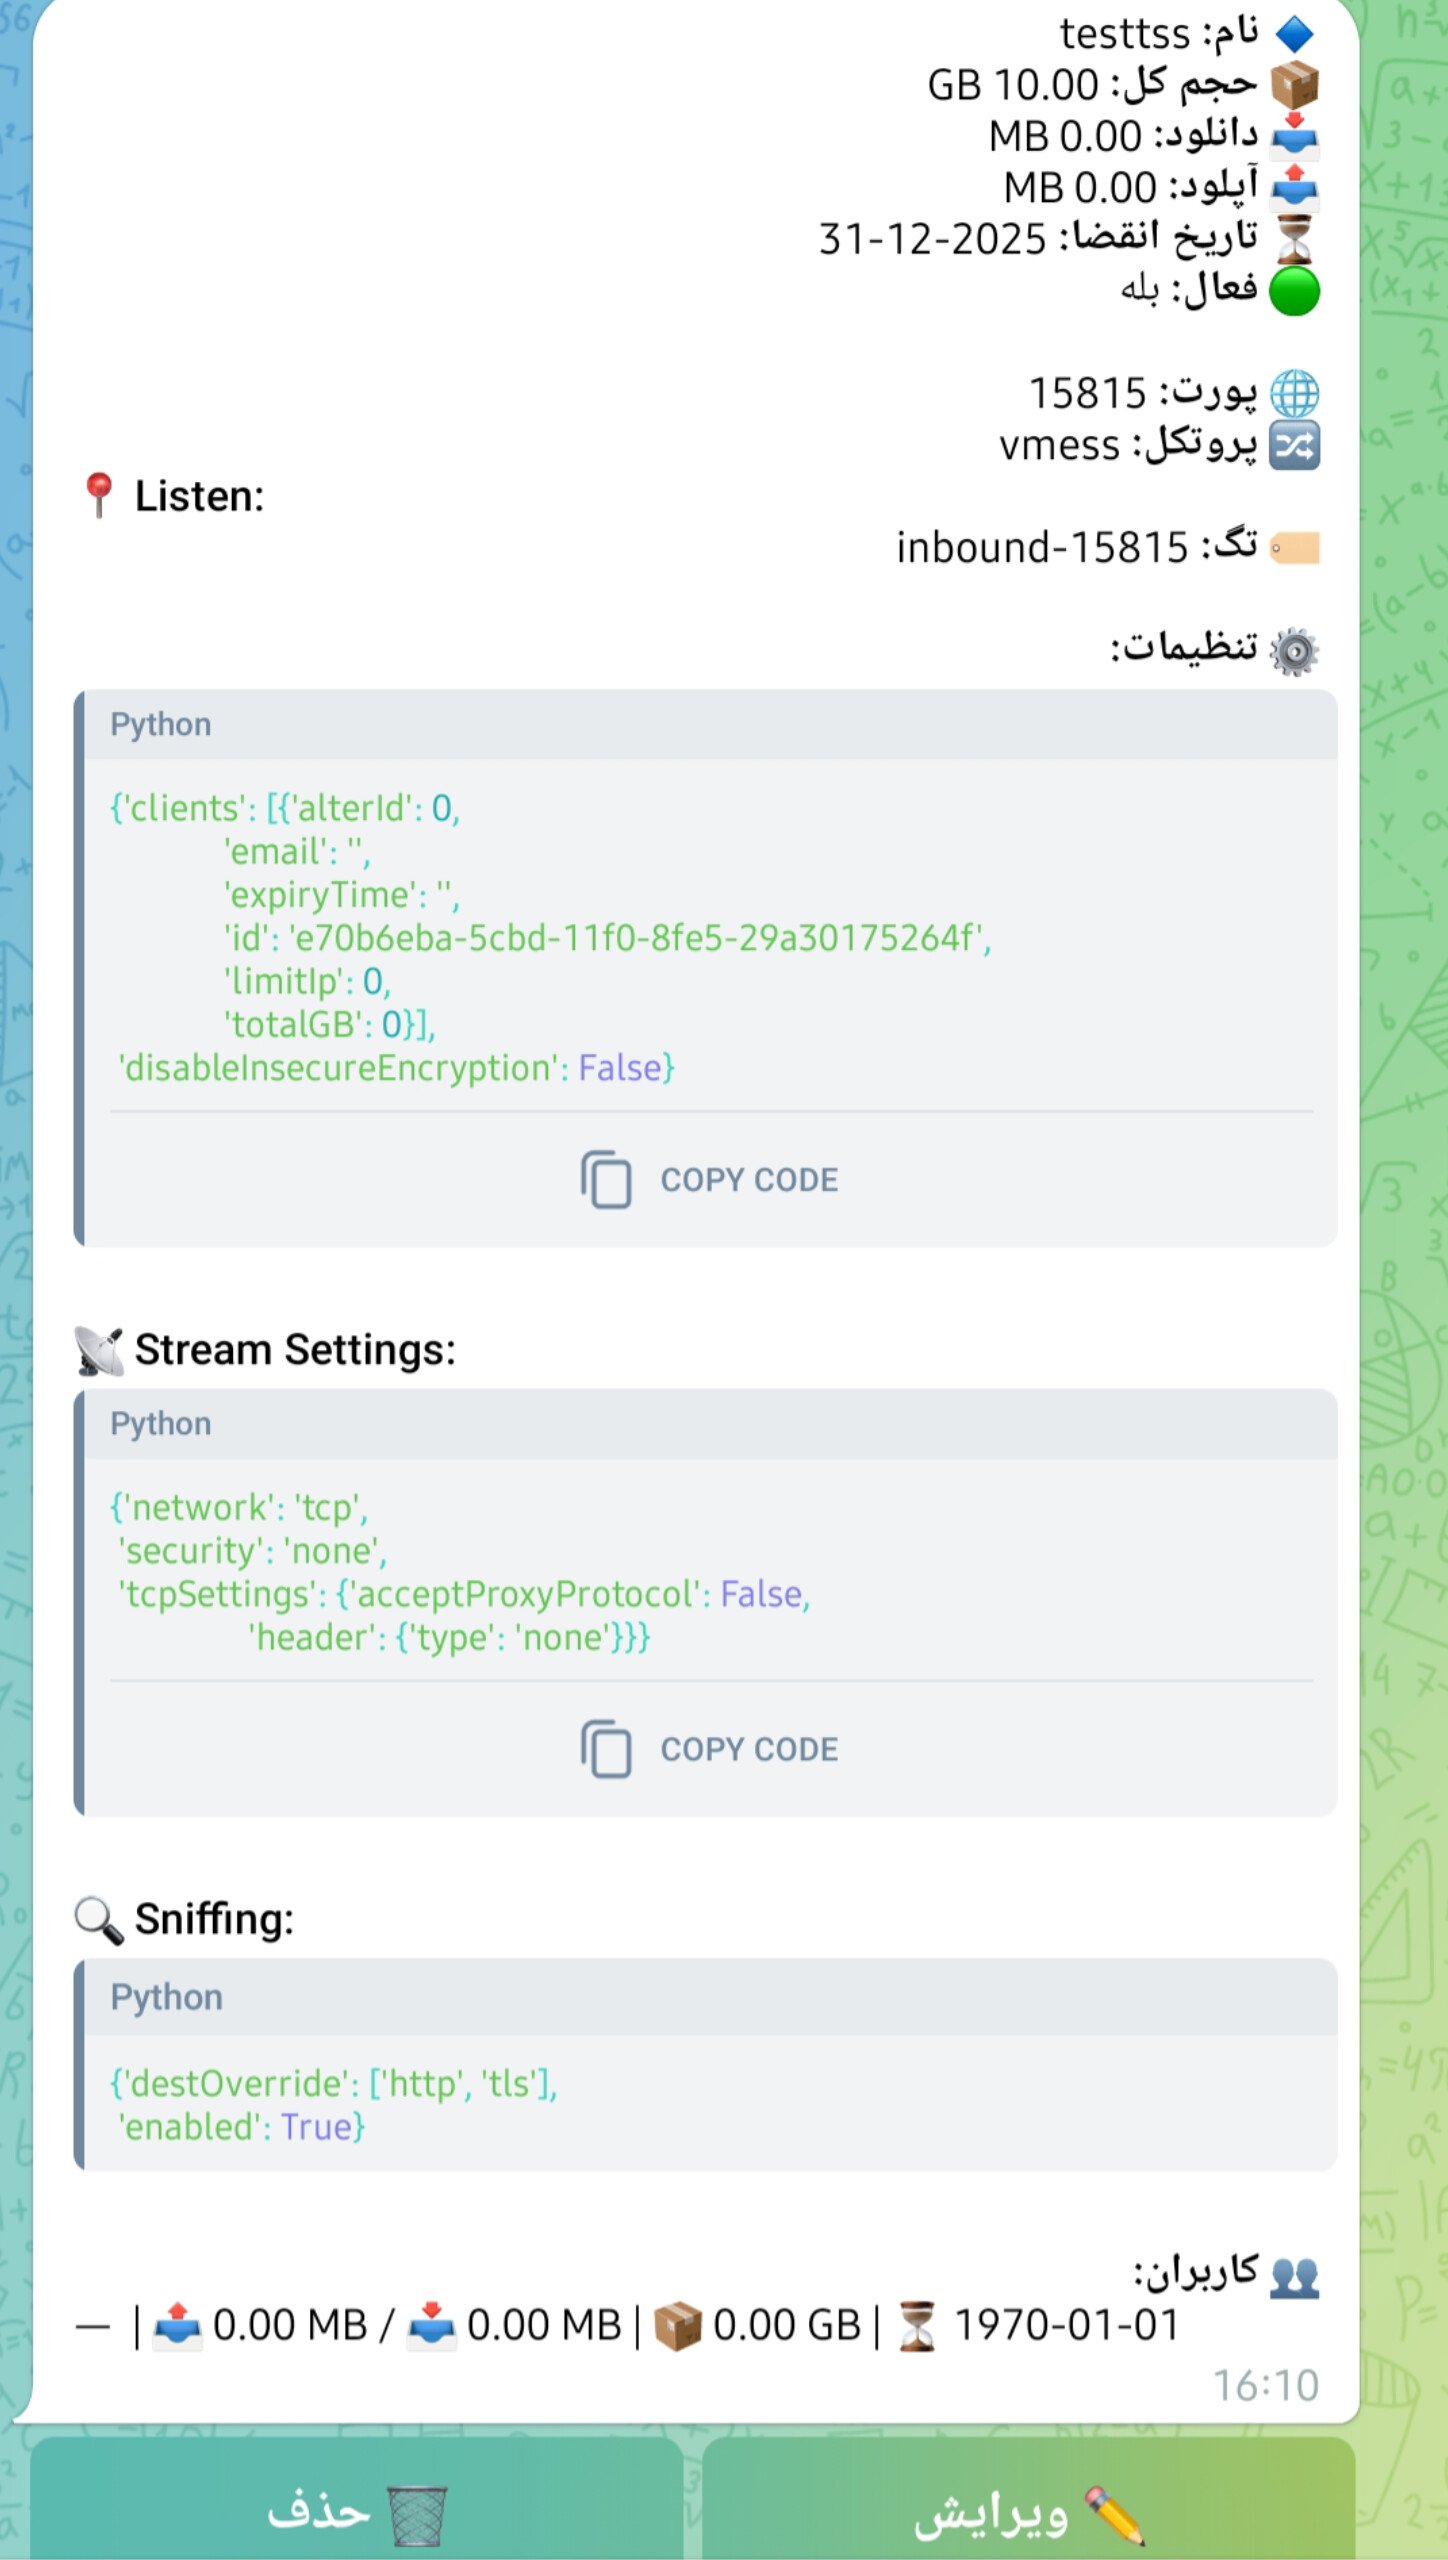 🔷 نام: testtss
📦 حجم کل: 10.00 GB
📥 دانلود: 0.00 MB
📤 آپلود: 0.00 MB
⏳ تاریخ انقضا: 2025-12-31
🟢 فعال: بله
🌐 پورت: 15815
🔀 پروتکل: vmess
📍 Listen:
🏷️ تگ: inbound-15815
⚙️ تنظیمات:
Python
{'clients': [{'alterId': 0,
'email': '',
'expiryTime': '',
'id': 'e70b6eba-5cbd-11f0-8fe5-29a30175264f',
'limitIp': 0,
'totalGB': 0}],
'disableInsecureEncryption': False}
COPY CODE
📡 Stream Settings:
Python
{'network': 'tcp',
'security': 'none',
'tcpSettings': {'acceptProxyProtocol': False,
'header': {'type': 'none'}}}
COPY CODE
🔍 Sniffing:
Python
{'destOverride': ['http', 'tls'],
'enabled': True}
👥 کاربران:
— | 📤 0.00 MB / 📥 0.00 MB | 📦 0.00 GB | ⏳ 1970-01-01
16:10
✏️ ویرایش
🗑️ حذف